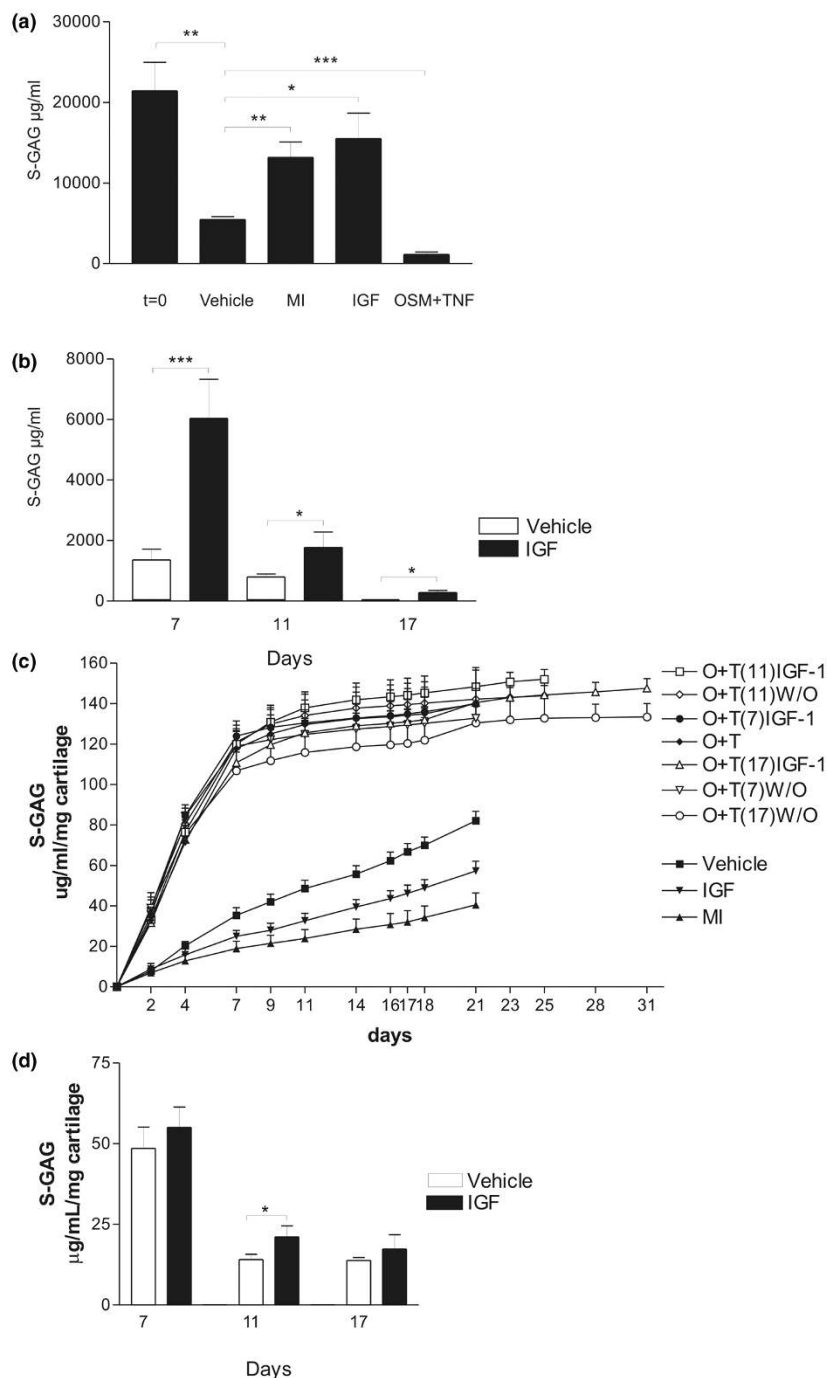 (a)
30000
20000
10000
0
S-GAG µg/ml
**
***
*
**
t=0 Vehicle MI IGF OSM+TNF
(b)
8000
6000
4000
2000
0
S-GAG µg/ml
***
*
*
Vehicle
IGF
7 11 17
Days
(c)
160
140
120
100
80
60
40
20
0
S-GAG
ug/ml/mg cartilage
O+T(11)IGF-1
O+T(11)W/O
O+T(7)IGF-1
O+T
O+T(17)IGF-1
O+T(7)W/O
O+T(17)W/O
Vehicle
IGF
MI
2 4 7 9 11 14 16 17 18 21 23 25 28 31
days
(d)
75
50
25
0
S-GAG
µg/mL/mg cartilage
*
Vehicle
IGF
7 11 17
Days